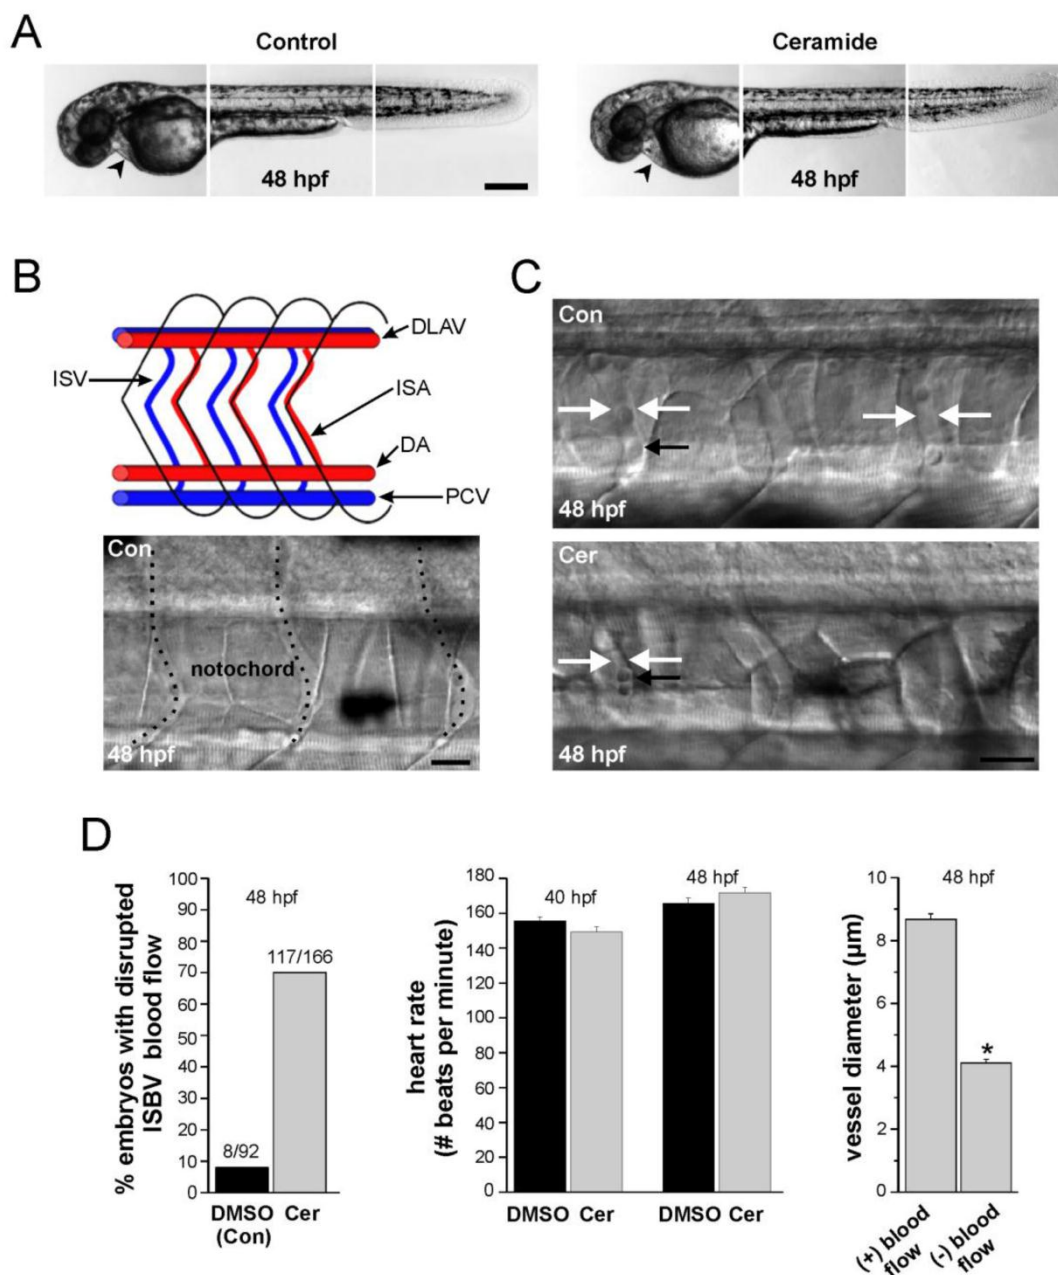 A
Control
Ceramide
48 hpf
48 hpf
B
DLAV
ISV
ISA
DA
PCV
Con
notochord
48 hpf
C
Con
48 hpf
Cer
48 hpf
D
% embryos with disrupted
ISBV blood flow
100
90
80
70
60
50
40
30
20
10
0
48 hpf
117/166
8/92
DMSO
(Con)
Cer
heart rate
(# beats per minute)
180
160
140
120
100
80
60
40
20
0
40 hpf
48 hpf
DMSO Cer
DMSO Cer
vessel diameter (µm)
10
8
6
4
2
0
48 hpf
*
(+) blood
flow
(-) blood
flow